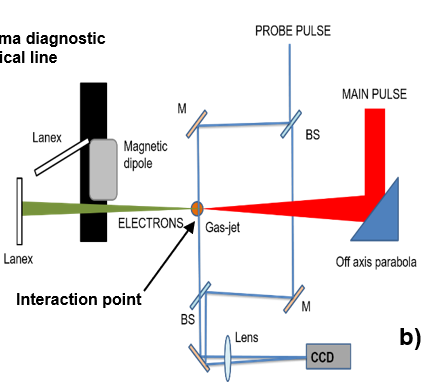 ma diagnostic
ical line
PROBE PULSE
MAIN PULSE
M
BS
Lanex
Magnetic
dipole
ELECTRONS
Gas-jet
Lanex
Off axis parabola
Interaction point
BS
M
Lens
CCD
b)